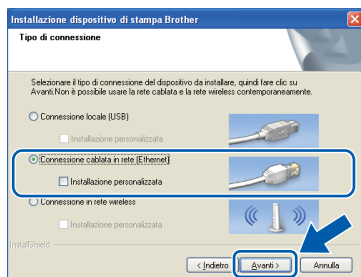 Installazione dispositivo di stampa Brother
Tipo di connessione
Selezionare il tipo di connessione del dispositivo da installare, quindi fare clic su
Avanti.Non è possibile usare la rete cablata e la rete wireless contemporaneamente.
Connessione locale (USB)
Installazione personalizzata
Connessione cablata in rete (Ethernet)
Installazione personalizzata
Connessione in rete wireless
Installazione personalizzata
InstallShield
< Indietro Avanti > Annulla